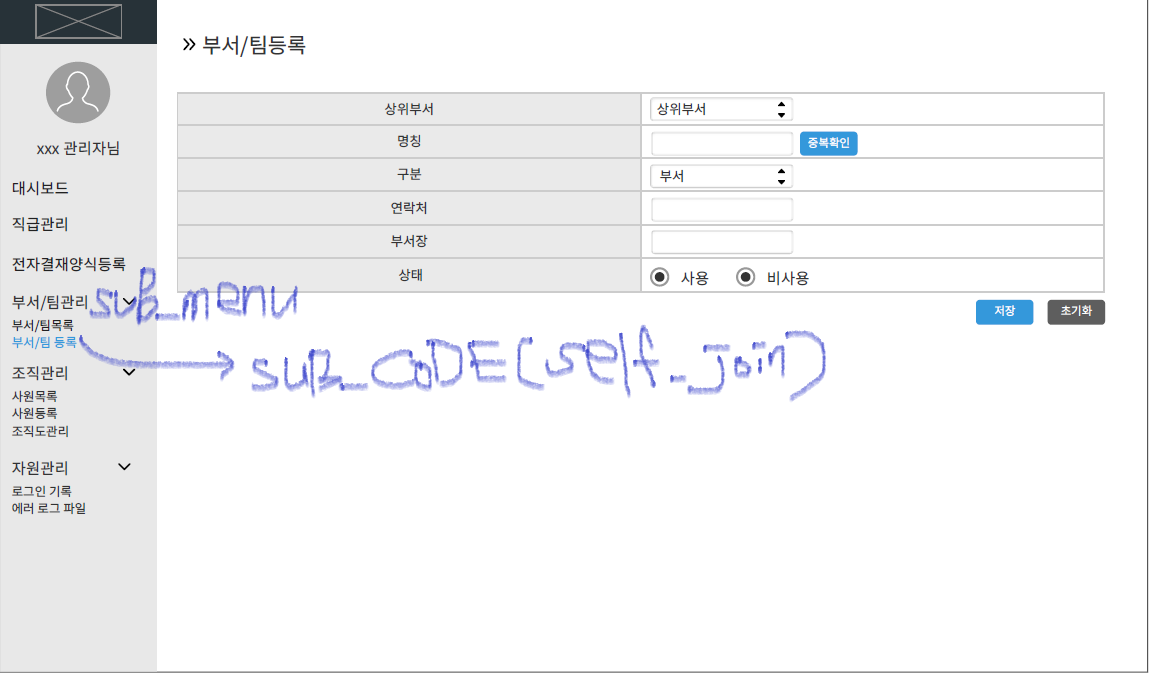 부서/팀등록
xxx 관리자님
대시보드
직급관리
전자결재양식등록
부서/팀관리
부서/팀목록
부서/팀 등록
조직관리
사원목록
사원등록
조직도관리
자원관리
로그인 기록
에러 로그 파일
상위부서 상위부서
명칭 중복확인
구분 부서
연락처
부서장
상태 사용 비사용
저장 초기화
sub_menu
sub_CODE(self_join)